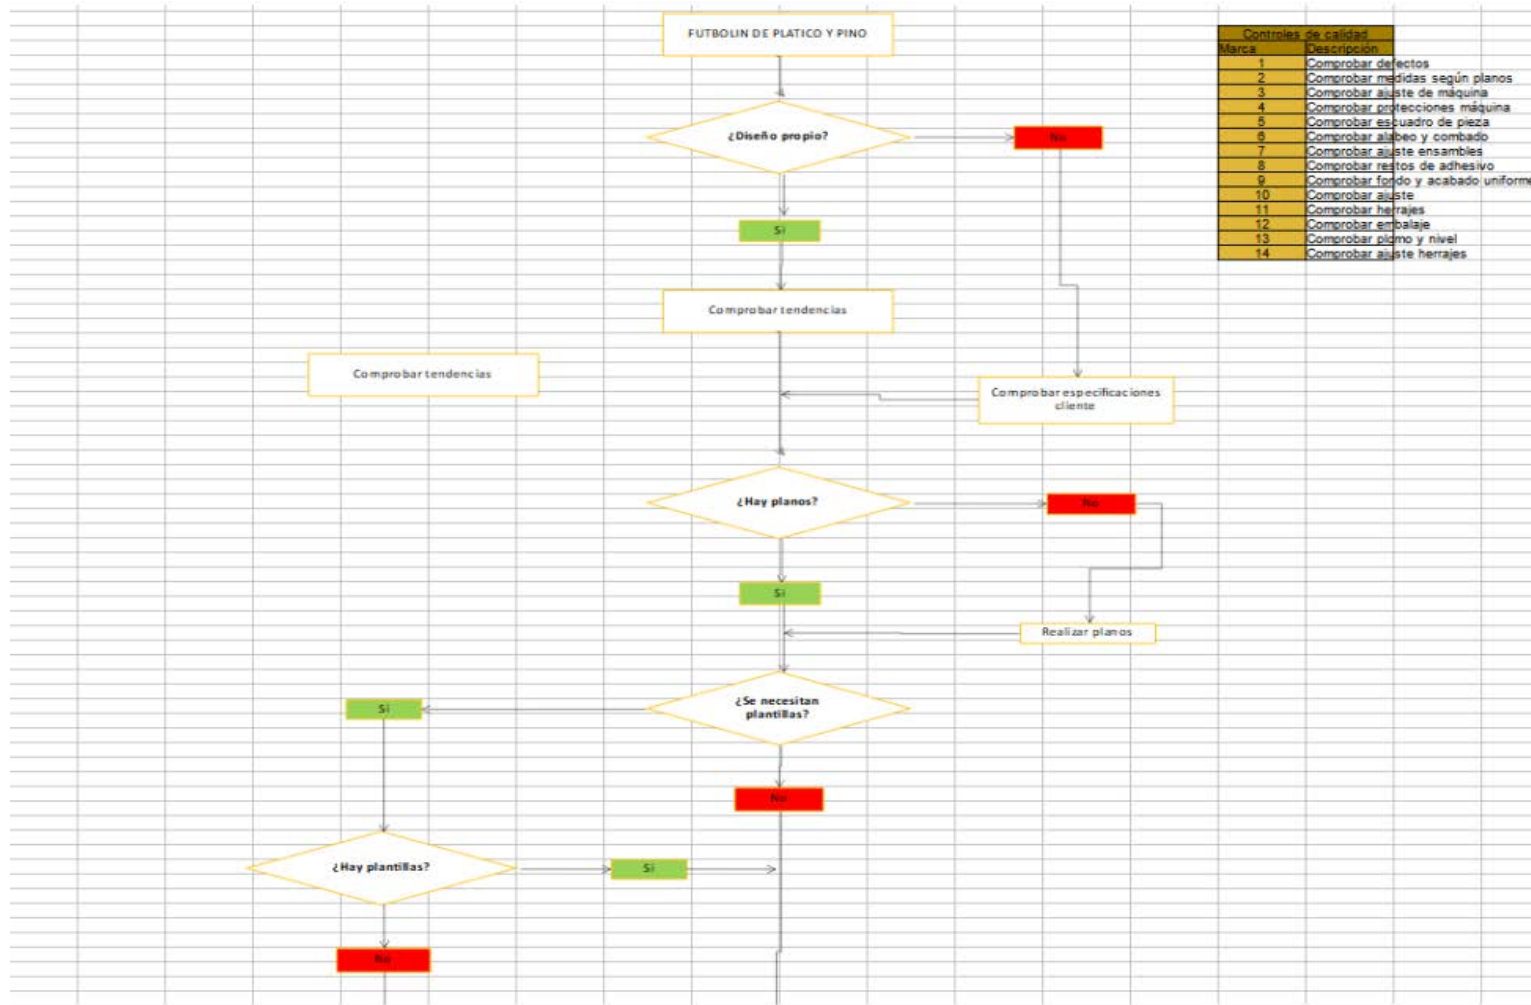 FUTBOLIN DE PLATICO Y PINO
¿Diseño propio?
No
Si
Comprobar tendencias
Comprobar tendencias
Comprobar especificaciones
cliente
¿Hay planos?
No
Si
Realizar planos
¿Se necesitan
plantillas?
Si
No
¿Hay plantillas?
Si
No
Controles de calidad
Marca Descripción
1 Comprobar defectos
2 Comprobar medidas según planos
3 Comprobar ajuste de máquina
4 Comprobar protecciones máquina
5 Comprobar escuadro de pieza
6 Comprobar alabeo y combado
7 Comprobar ajuste ensambles
8 Comprobar restos de adhesivo
9 Comprobar fondo y acabado uniforme
10 Comprobar ajuste
11 Comprobar herrajes
12 Comprobar embalaje
13 Comprobar plomo y nivel
14 Comprobar ajuste herrajes